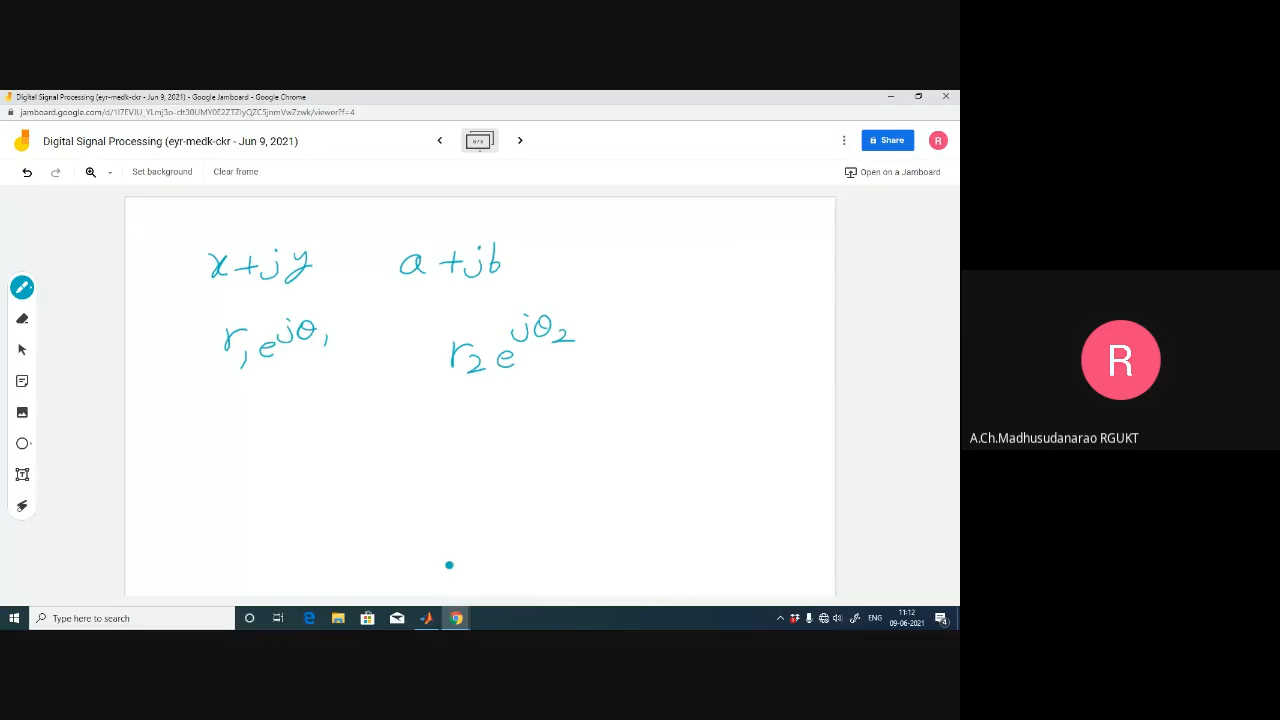 Digital Signal Processing (eyr-medk-ckr - Jun 9, 2021) - Google Jamboard - Google Chrome
Digital Signal Processing (eyr-medk-ckr - Jun 9, 2021)
Share
R
Set background
Clear frame
Open on a Jamboard
x+jy a+jb
r₁e^jθ₁ r₂e^jθ₂
R
A.Ch.Madhusudanarao RGUKT
Type here to search
ENG
11:12
09-06-2021
4